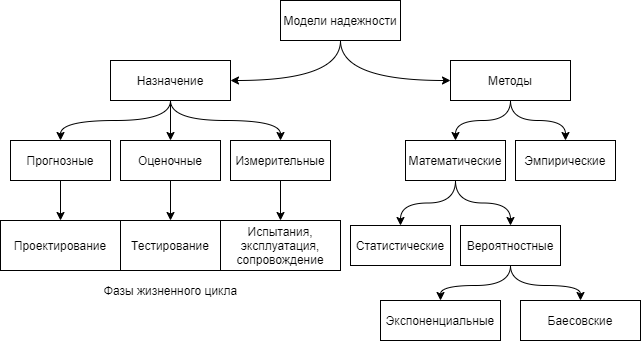 Модели надежности
Назначение
Методы
Прогнозные
Оценочные
Измерительные
Математические
Эмпирические
Проектирование
Тестирование
Испытания,
эксплуатация,
сопровождение
Статистические
Вероятностные
Фазы жизненного цикла
Экспоненциальные
Баесовские